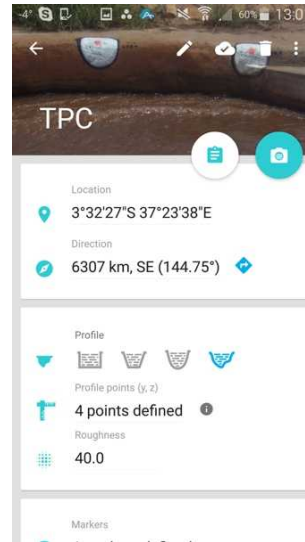 -4° 60% 13:0
TPC
Location
3°32'27"S 37°23'38"E
Direction
6307 km, SE (144.75°)
Profile
Profile points (y, z)
4 points defined
Roughness
40.0
Markers